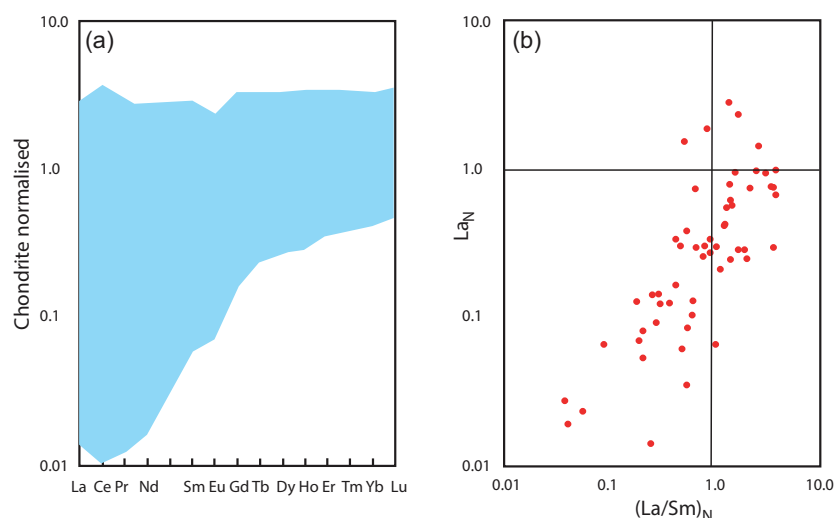 (a)
10.0
1.0
0.1
0.01
Chondrite normalised
La Ce Pr Nd Sm Eu Gd Tb Dy Ho Er Tm Yb Lu
(b)
10.0
1.0
0.1
0.01
La_N
0.01 0.1 1.0 10.0
(La/Sm)_N